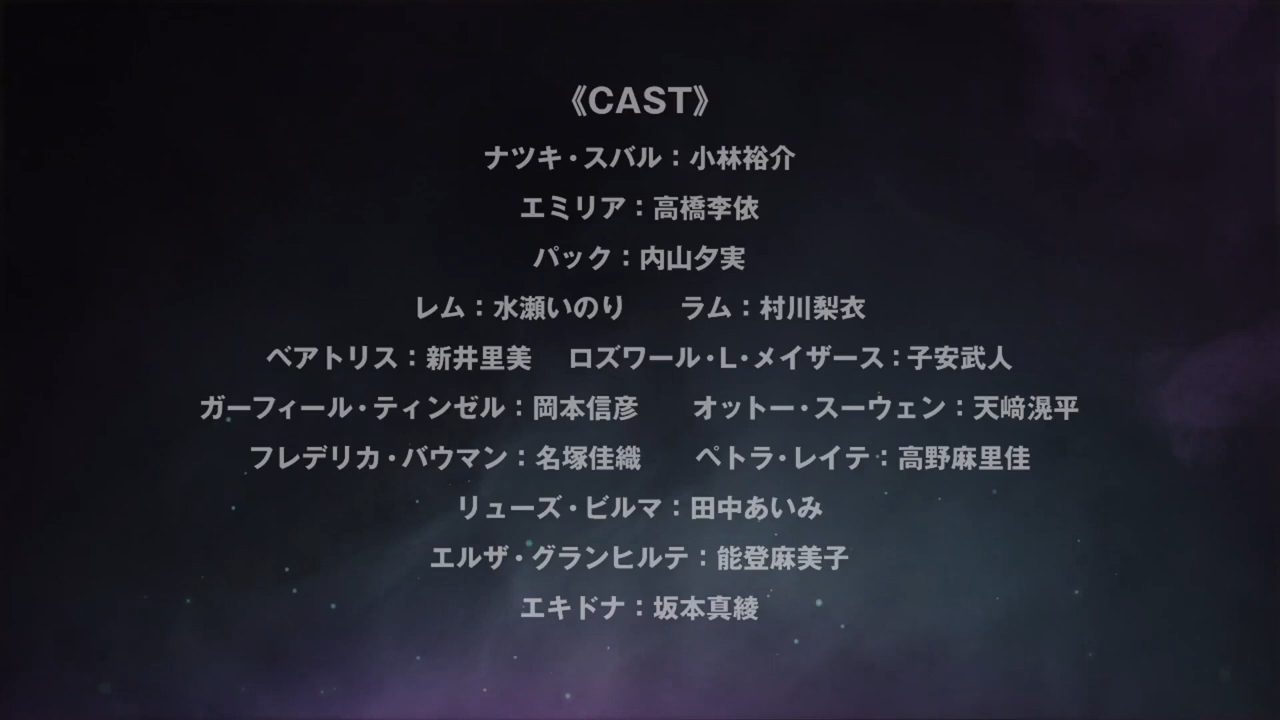 《CAST》
ナツキ・スバル：小林裕介
エミリア：高橋李依
パック：内山夕実
レム：水瀬いのり　　ラム：村川梨衣
ベアトリス：新井里美　ロズワール・L・メイザース：子安武人
ガーフィール・ティンゼル：岡本信彦　　オットー・スーウェン：天﨑滉平
フレデリカ・バウマン：名塚佳織　　ペトラ・レイテ：高野麻里佳
リューズ・ビルマ：田中あいみ
エルザ・グランヒルテ：能登麻美子
エキドナ：坂本真綾